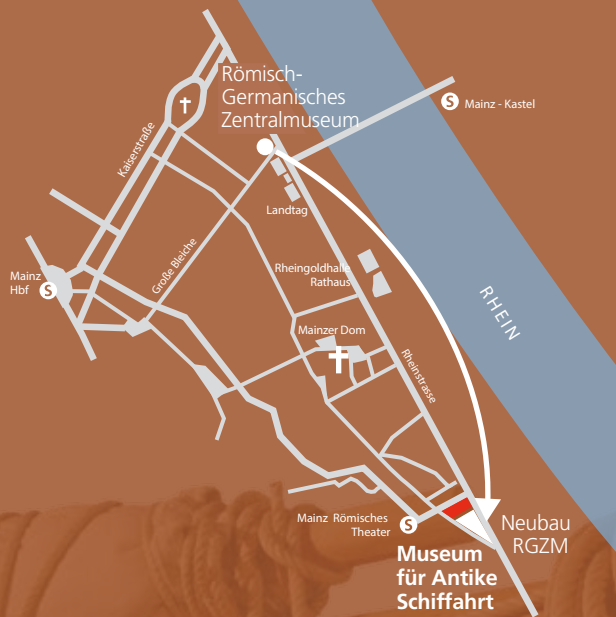 Römisch-
Germanisches
Zentralmuseum
S Mainz - Kastel
Kaiserstraße
Landtag
Große Bleiche
Rheingoldhalle
Rathaus
Mainz
Hbf S
RHEIN
Mainzer Dom
Rheinstrasse
Mainz Römisches
Theater S
Neubau
RGZM
Museum
für Antike
Schiffahrt